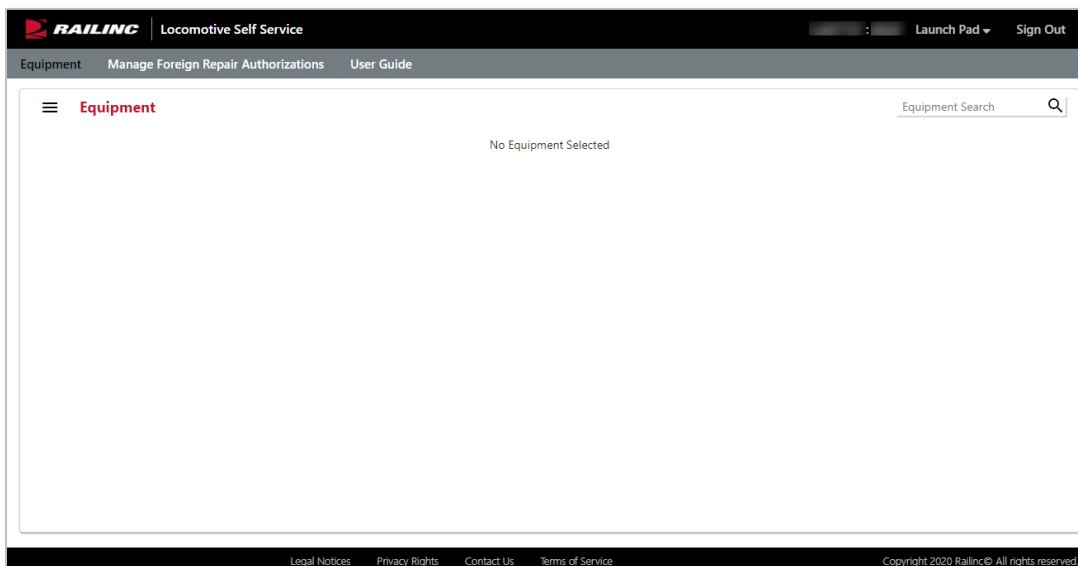 RAILINC Locomotive Self Service : Launch Pad Sign Out
Equipment Manage Foreign Repair Authorizations User Guide
Equipment Equipment Search
No Equipment Selected
Legal Notices Privacy Rights Contact Us Terms of Service Copyright 2020 Railinc© All rights reserved.